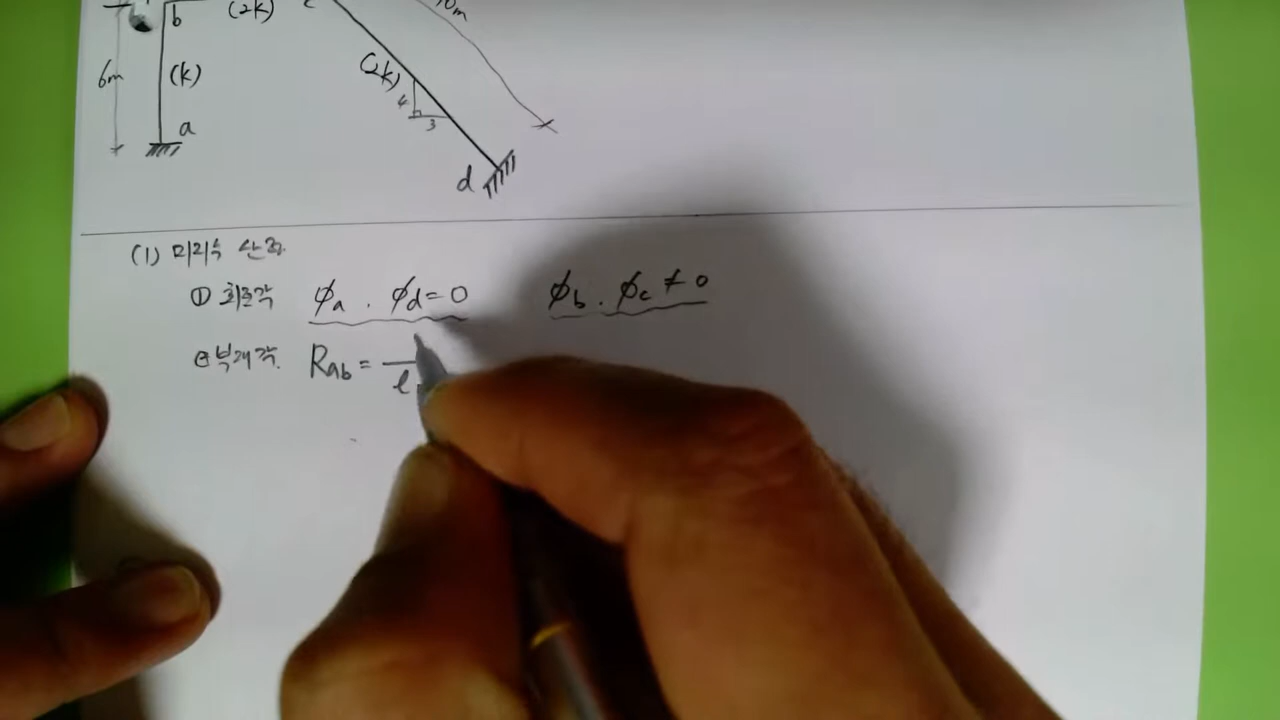 b (2k) 10m
6m (k) (2k)
4
3
a
d
(1) 미지수 산정
① 회전각 ϕa . ϕd = 0 ϕb . ϕc ≠ 0
② 부재각. Rab = ─ l